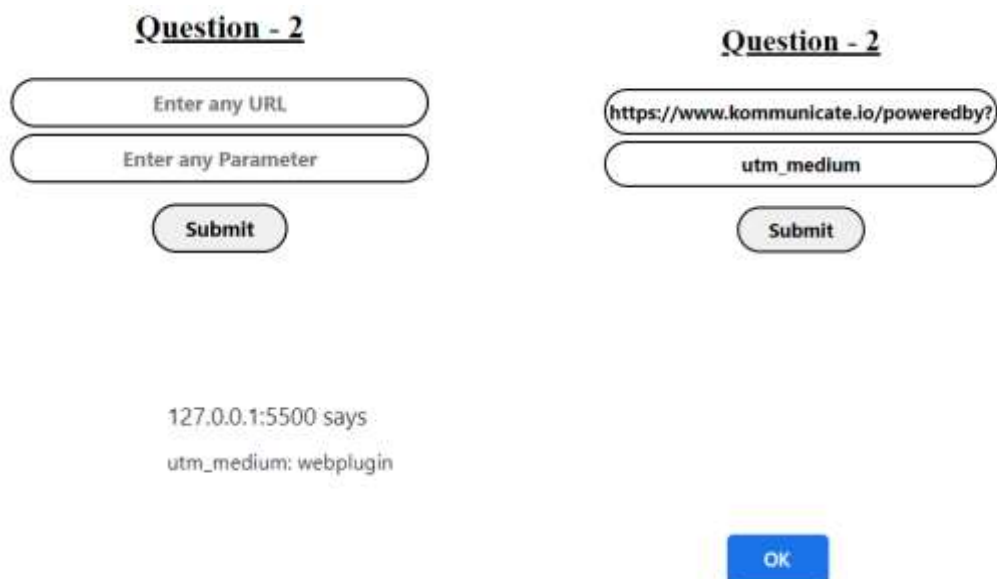 Question - 2
Enter any URL
Enter any Parameter
Submit
Question - 2
https://www.kommunicate.io/poweredby?
utm_medium
Submit
127.0.0.1:5500 says
utm_medium: webplugin
OK